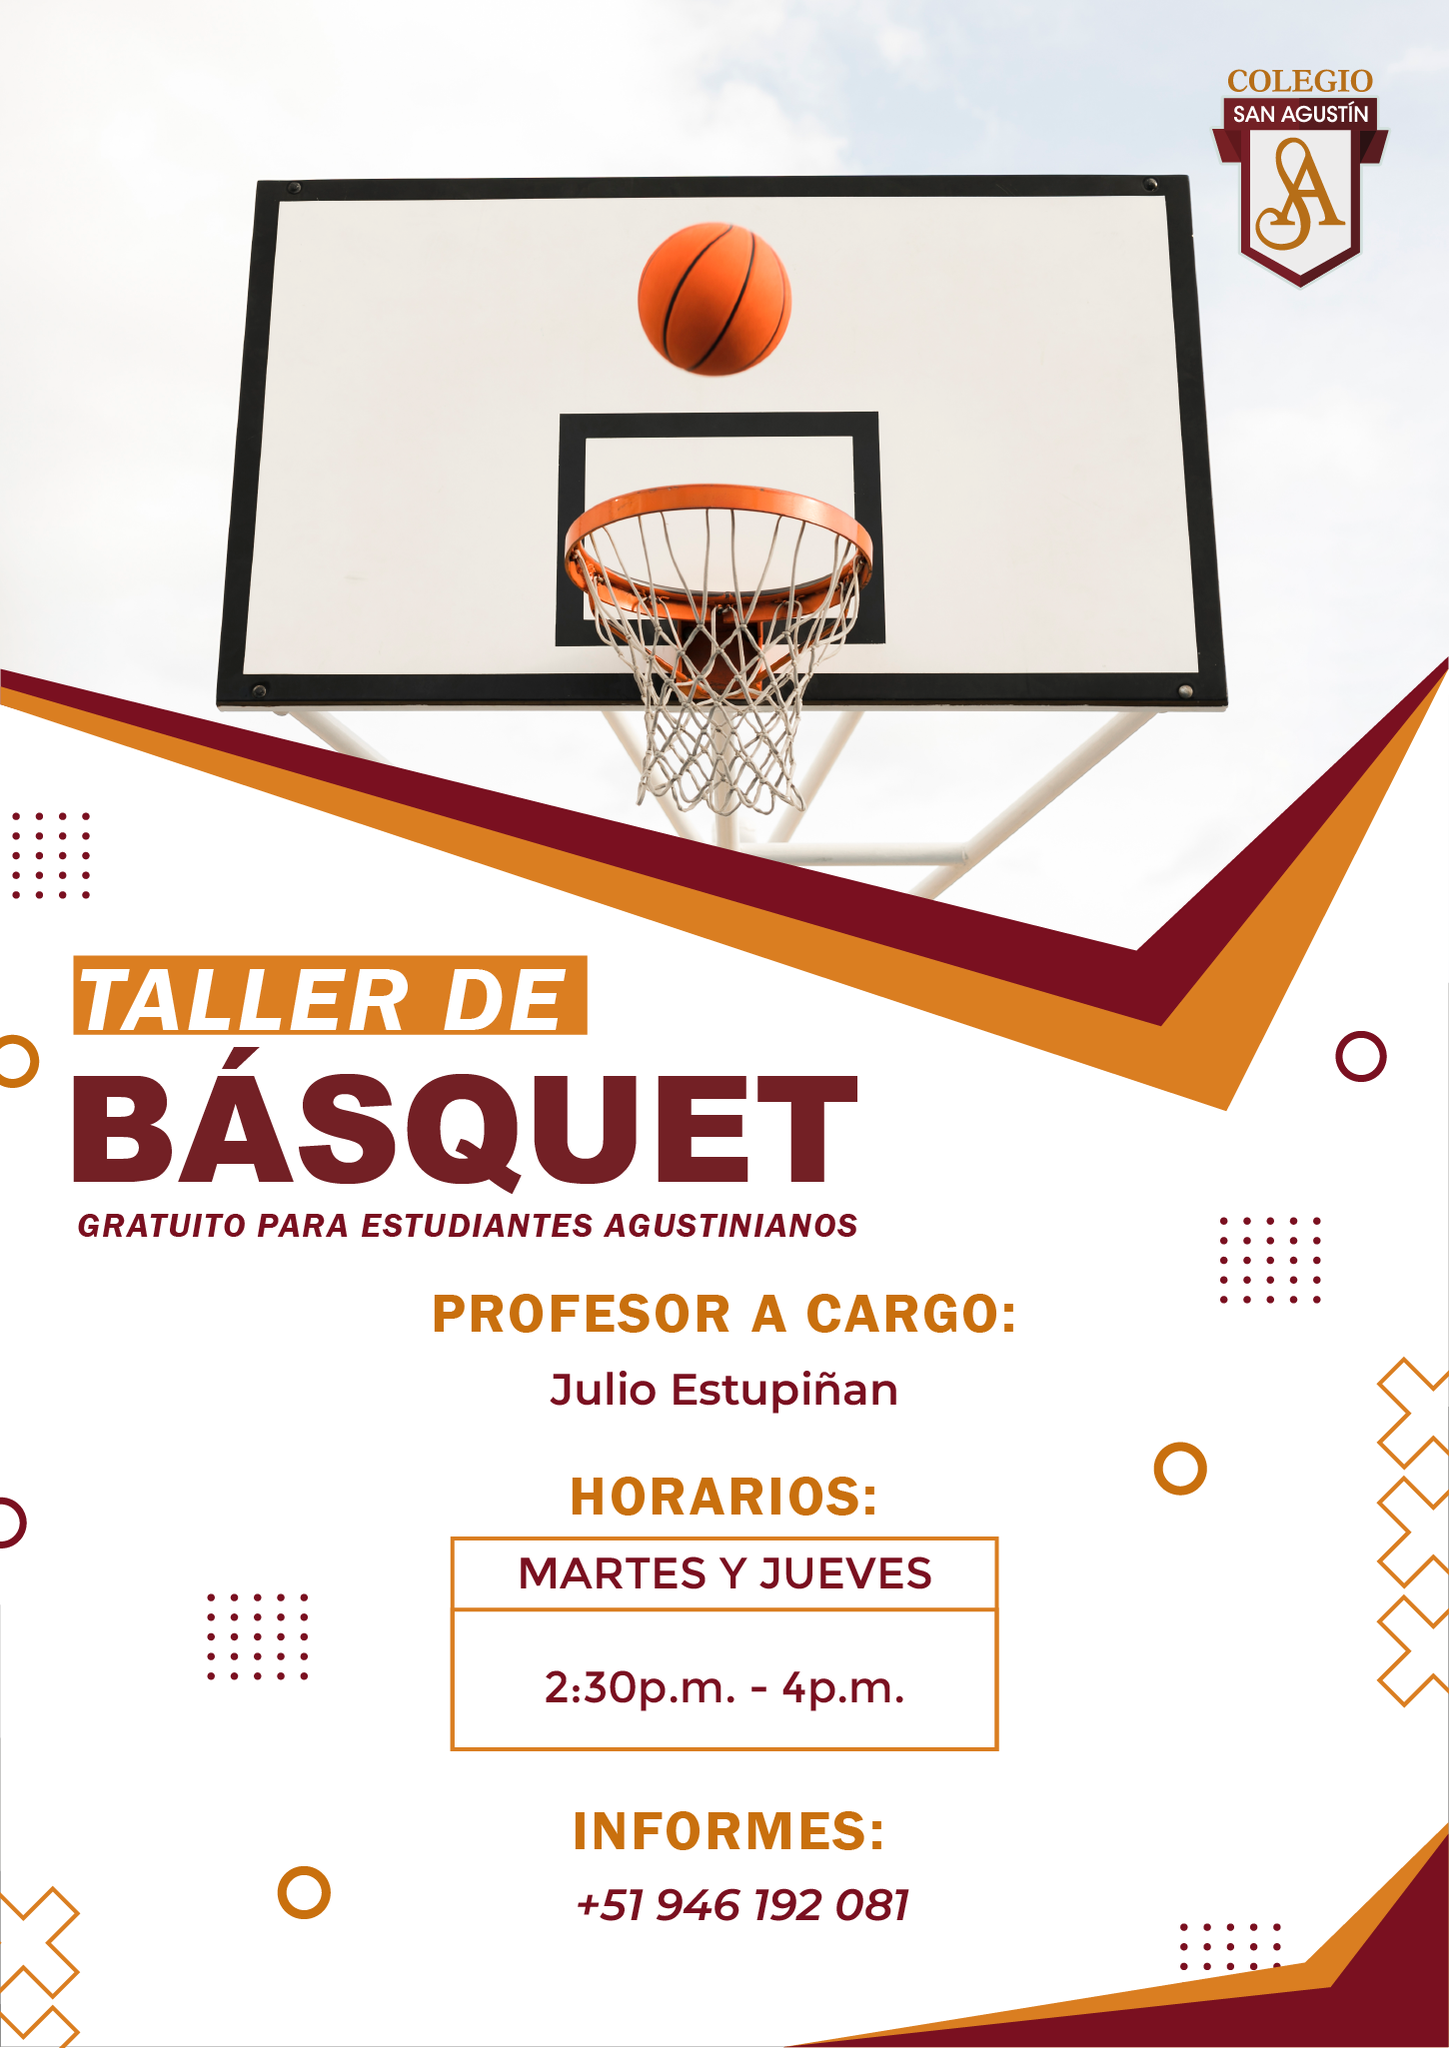 COLEGIO
SAN AGUSTÍN
SA
TALLER DE
BÁSQUET
GRATUITO PARA ESTUDIANTES AGUSTINIANOS
PROFESOR A CARGO:
Julio Estupiñan
HORARIOS:
MARTES Y JUEVES
2:30p.m. - 4p.m.
INFORMES:
+51 946 192 081